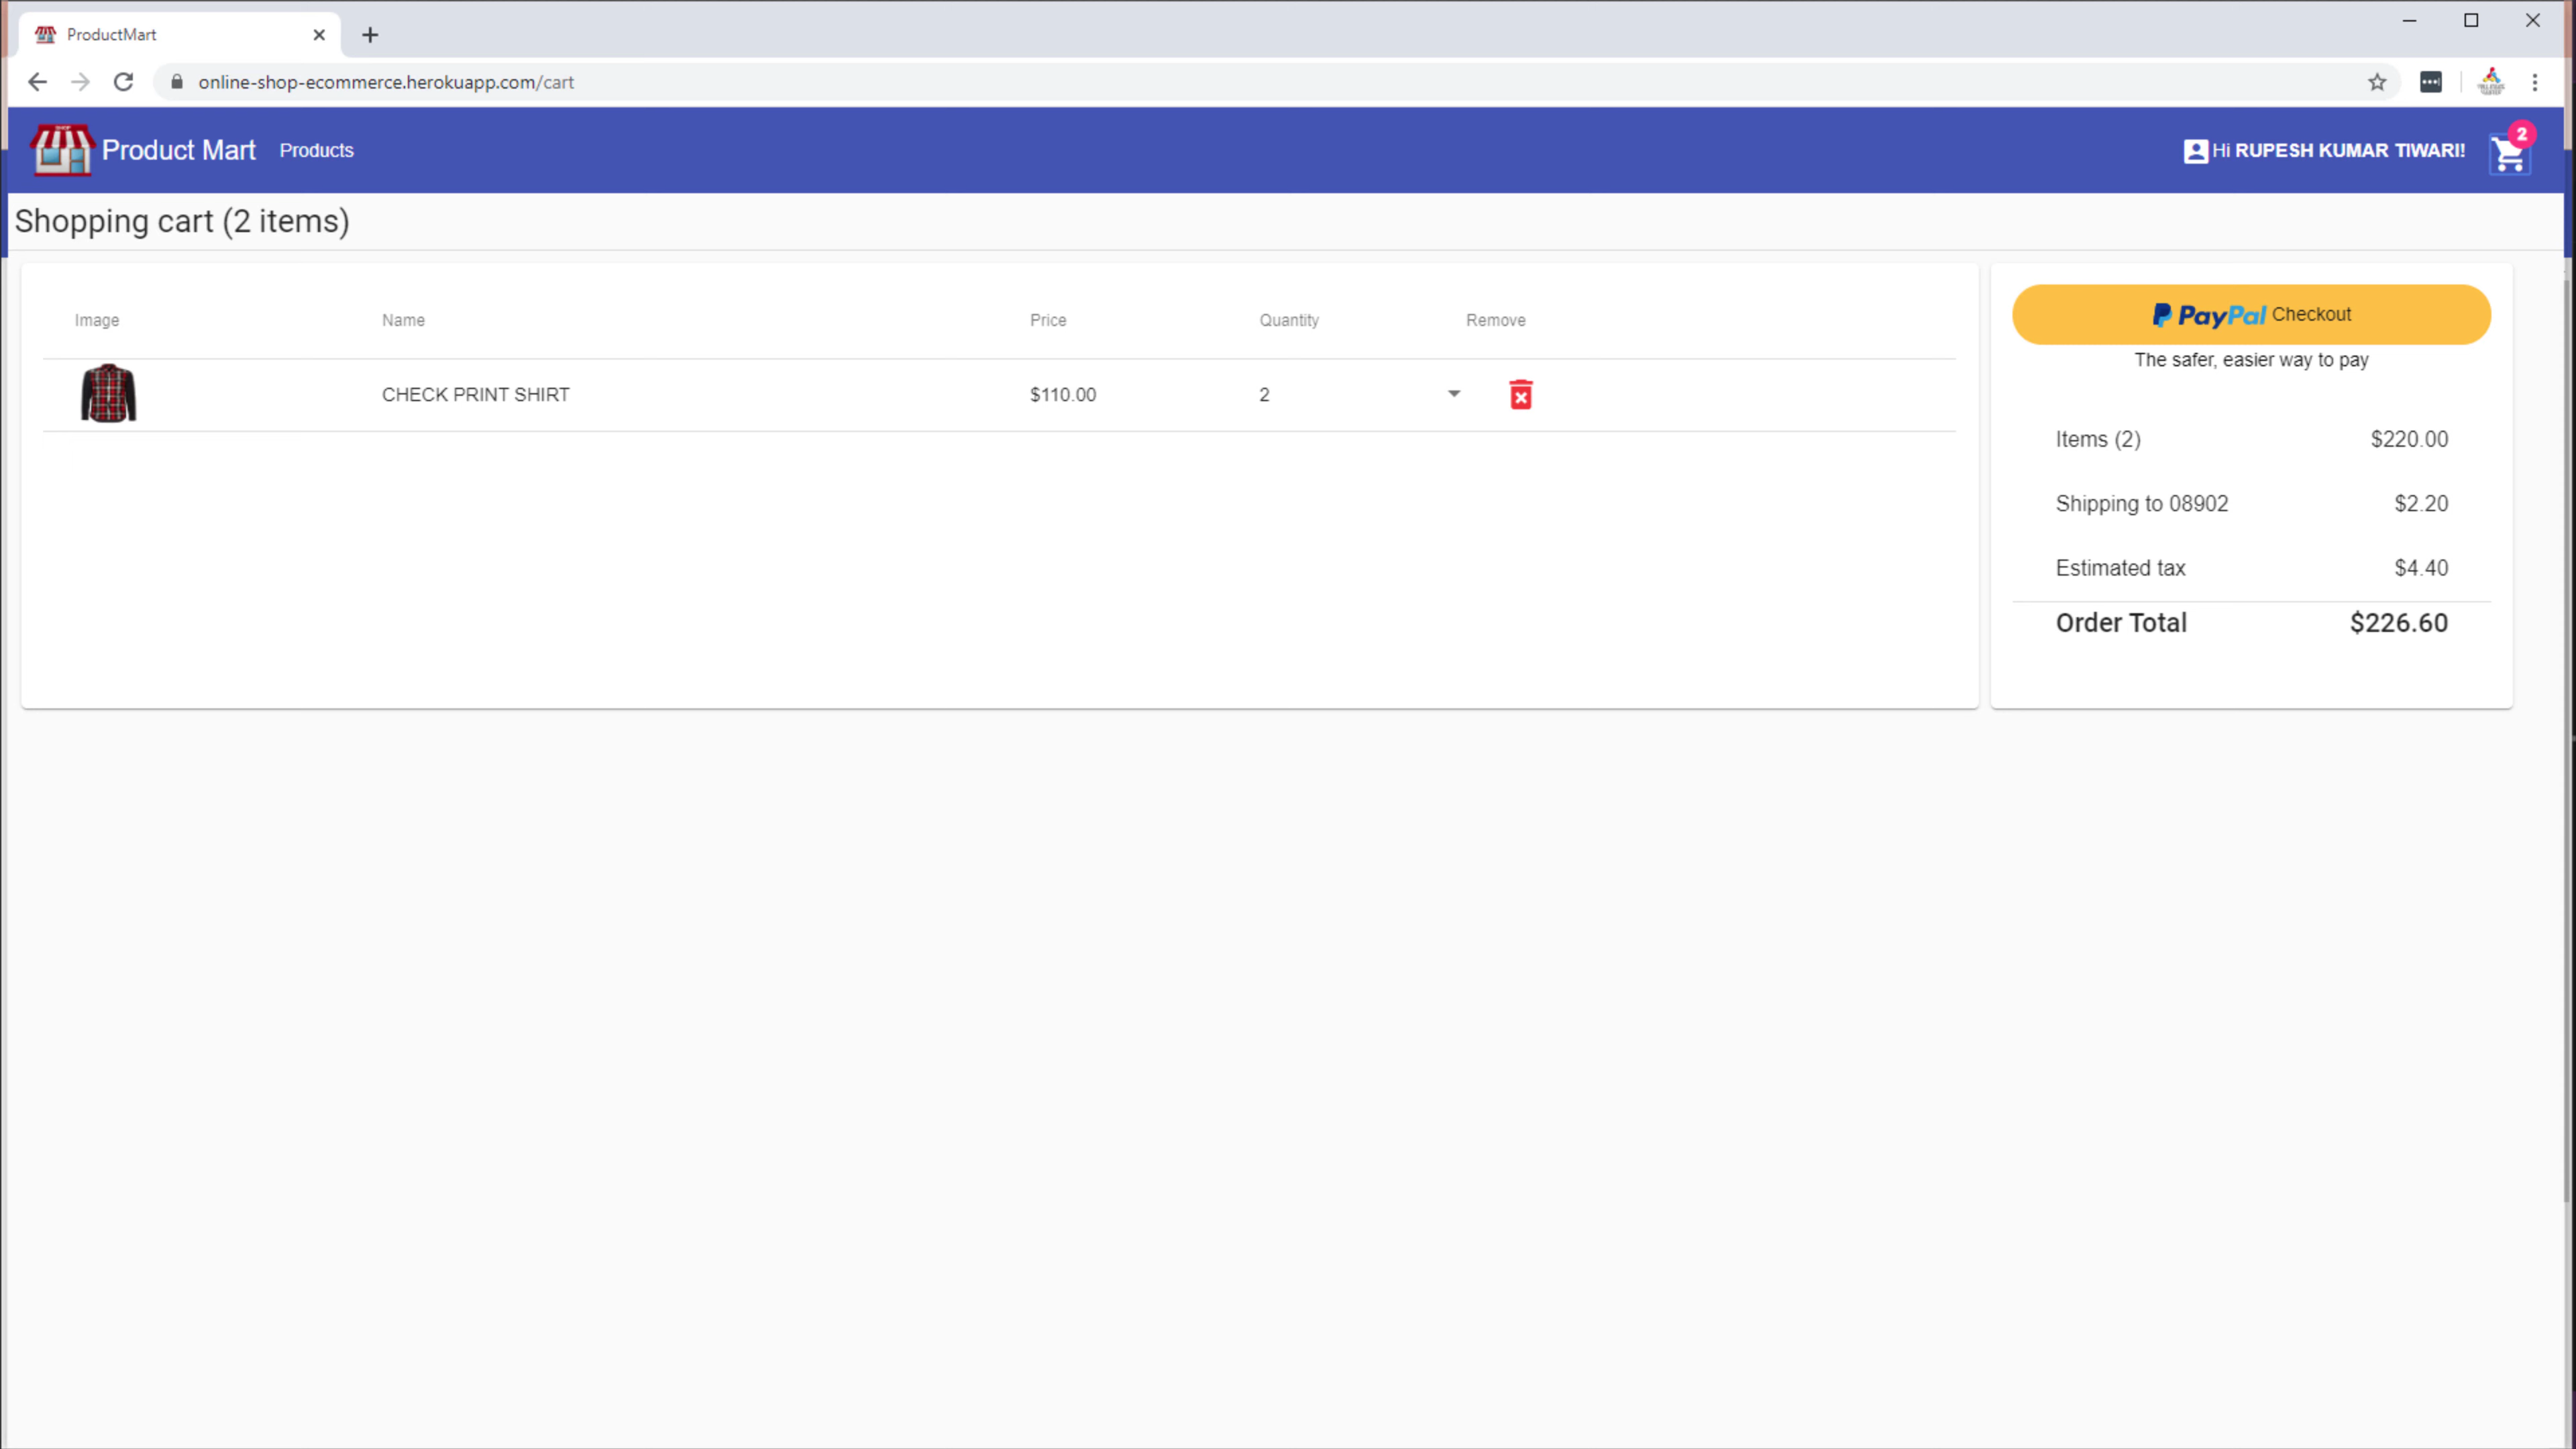 ProductMart
online-shop-ecommerce.herokuapp.com/cart
Product Mart Products Hi RUPESH KUMAR TIWARI! 2
Shopping cart (2 items)
Image Name Price Quantity Remove
CHECK PRINT SHIRT $110.00 2
PayPal Checkout
The safer, easier way to pay
Items (2) $220.00
Shipping to 08902 $2.20
Estimated tax $4.40
Order Total $226.60